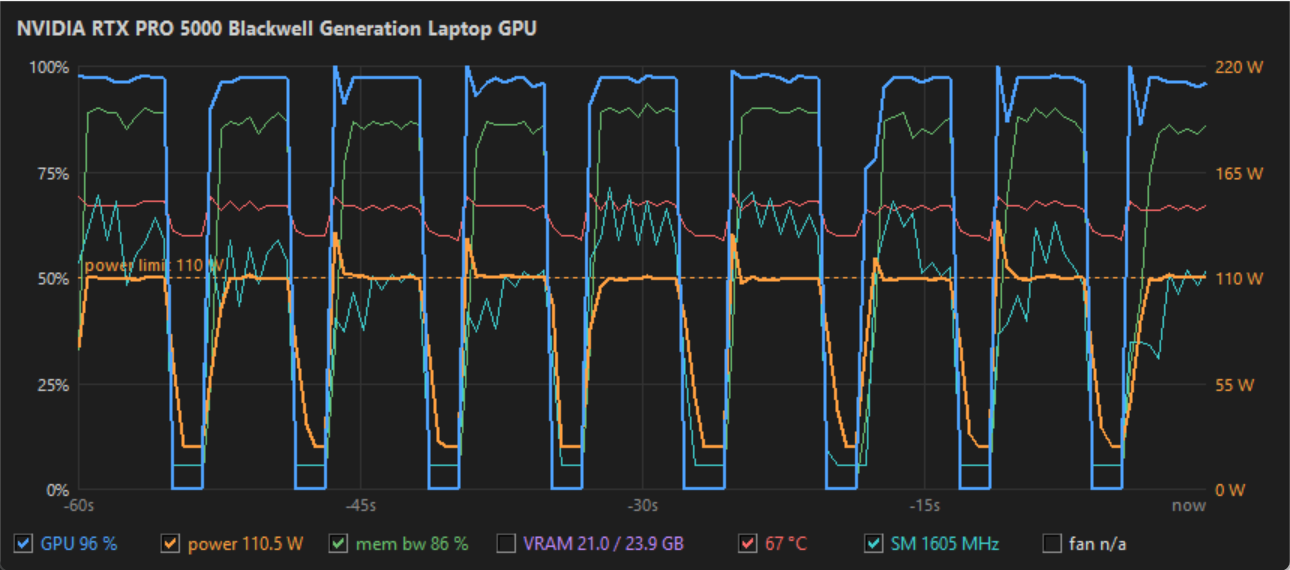 NVIDIA RTX PRO 5000 Blackwell Generation Laptop GPU
100% 220 W
75% 165 W
power limit 110 W
50% 110 W
25% 55 W
0% 0 W
-60s -45s -30s -15s now
GPU 96 % power 110.5 W mem bw 86 % VRAM 21.0 / 23.9 GB 67 °C SM 1605 MHz fan n/a